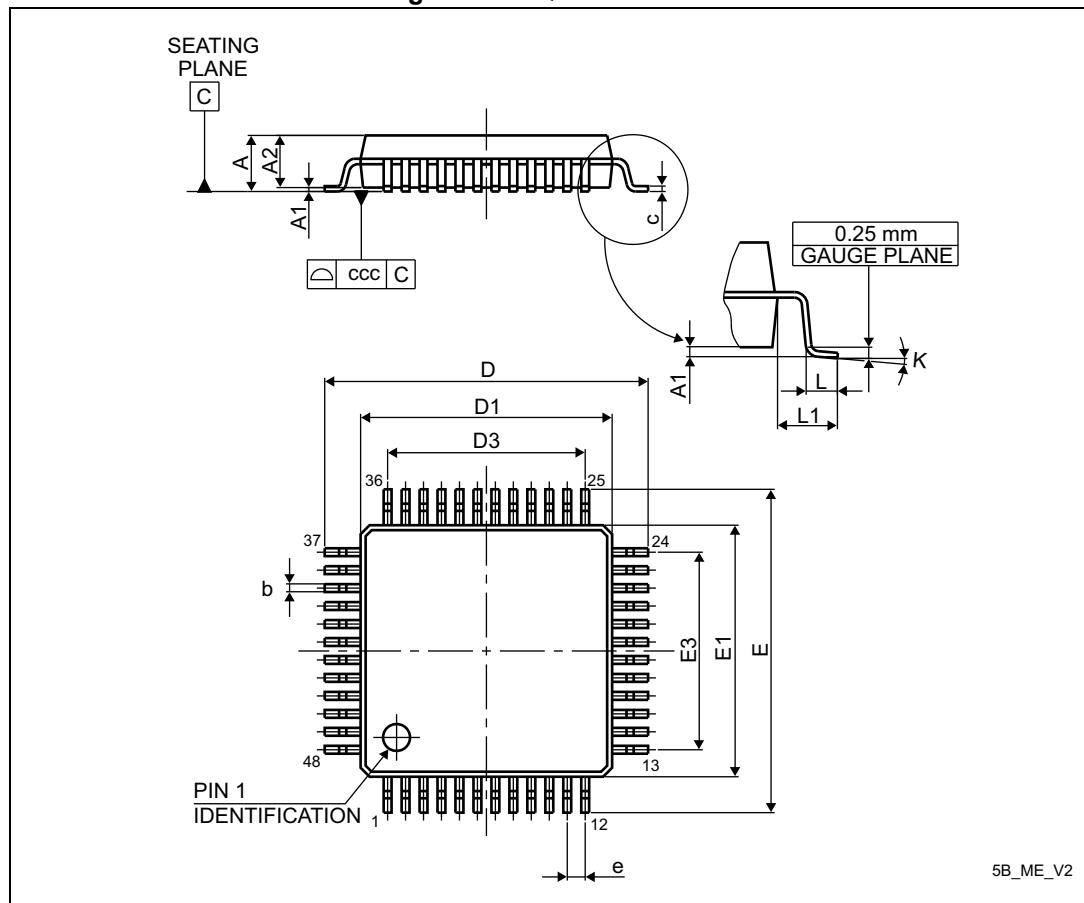 SEATING
PLANE
C
A
A2
A1
c
ccc C
0.25 mm
GAUGE PLANE
A1
K
L
L1
D
D1
D3
36
25
37
24
b
E3
E1
E
48
13
PIN 1
IDENTIFICATION
1
12
e
5B_ME_V2